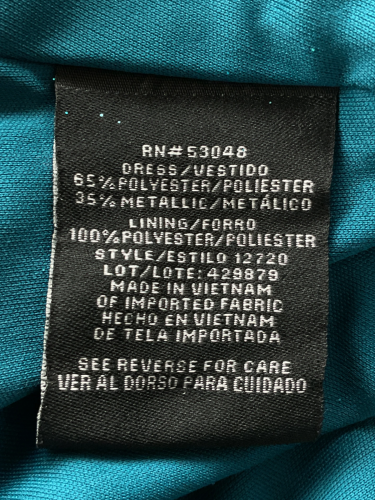 RN#53048
DRESS/VESTIDO
65%POLYESTER/POLIESTER
35%METALLIC/METÁLICO
LINING/FORRO
100%POLYESTER/POLIESTER
STYLE/ESTILO 12720
LOT/LOTE: 429879
MADE IN VIETNAM
OF IMPORTED FABRIC
HECHO EN VIETNAM
DE TELA IMPORTADA
SEE REVERSE FOR CARE
VER AL DORSO PARA CUIDADO